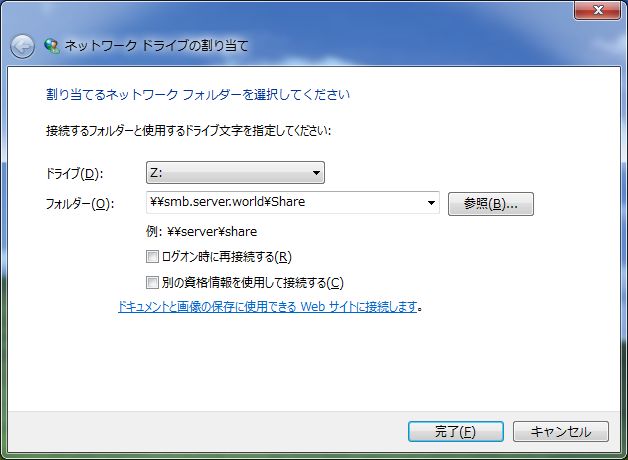 ネットワーク ドライブの割り当て
割り当てるネットワーク フォルダーを選択してください
接続するフォルダーと使用するドライブ文字を指定してください:
ドライブ(D): Z:
フォルダー(O): ¥¥smb.server.world¥Share 参照(B)...
例: ¥¥server¥share
ログオン時に再接続する(R)
別の資格情報を使用して接続する(C)
ドキュメントと画像の保存に使用できる Web サイトに接続します。
完了(F) キャンセル